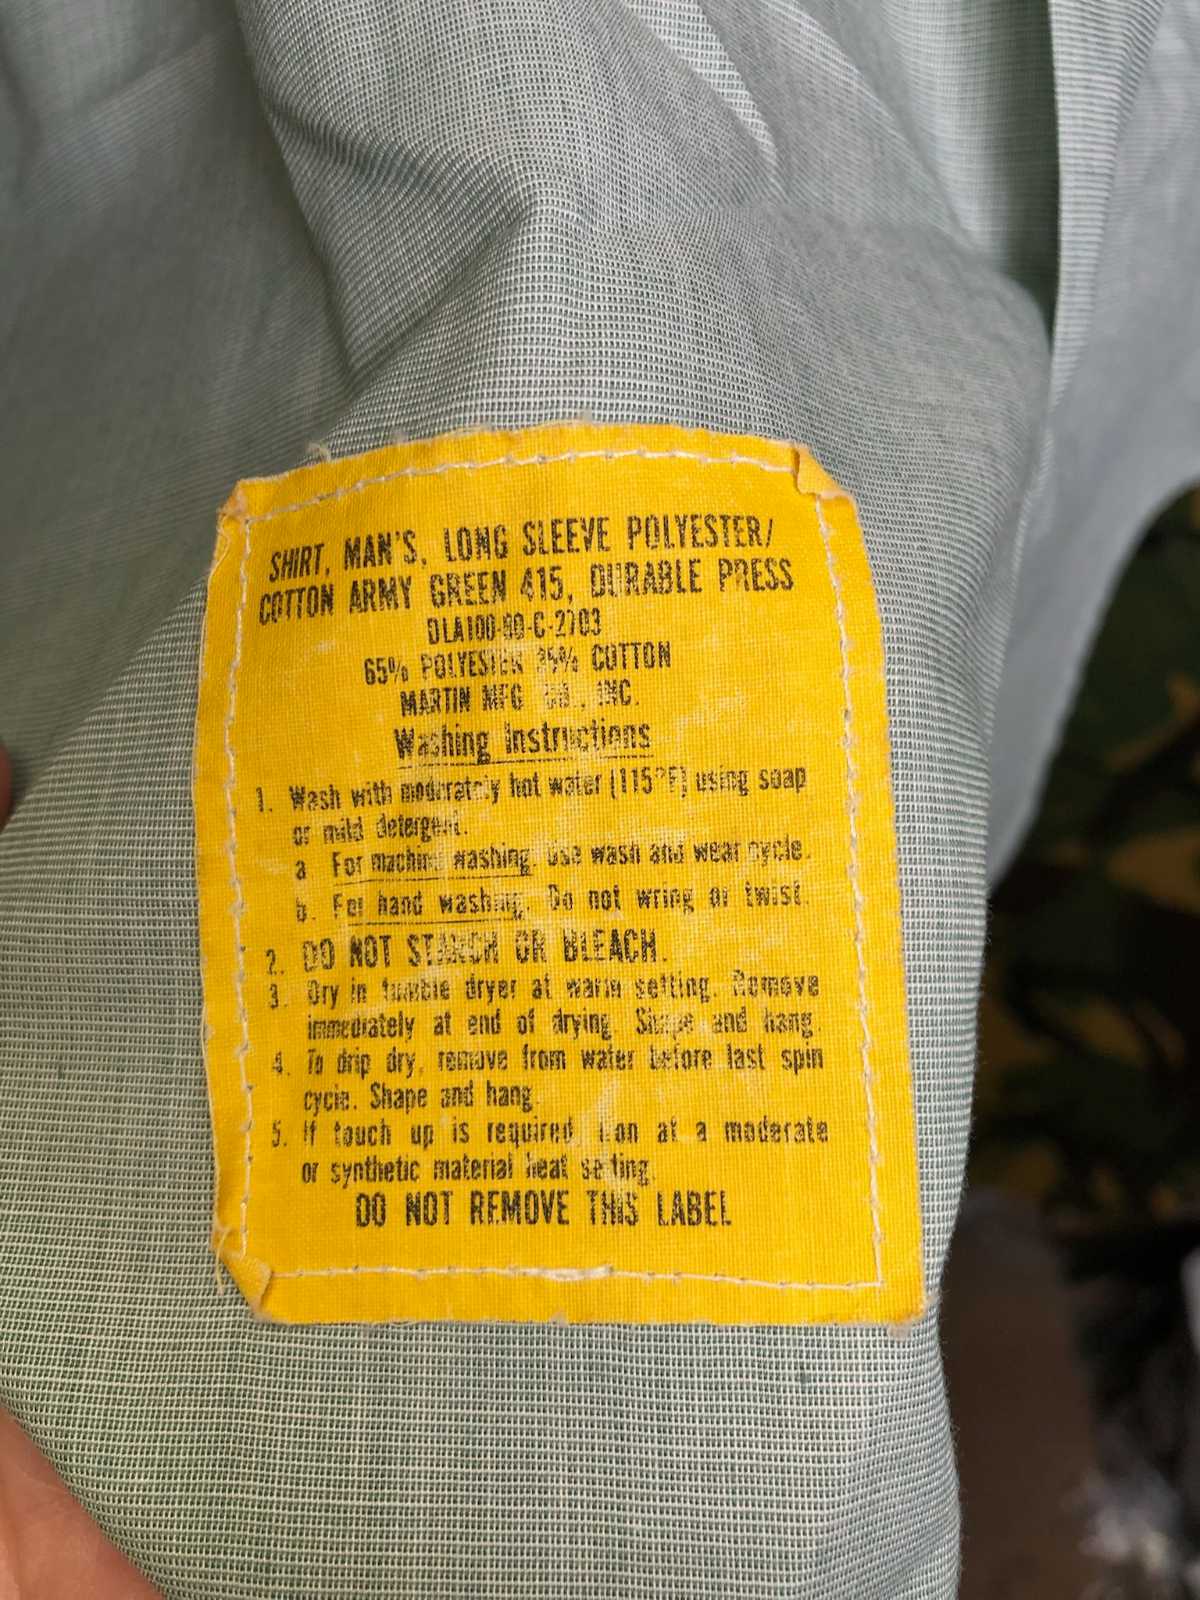 SHIRT, MAN'S, LONG SLEEVE POLYESTER/
COTTON ARMY GREEN 415, DURABLE PRESS
DLA100-80-C-2703
65% POLYESTER 35% COTTON
MARTIN MFG. CO., INC.
Washing Instructions
1. Wash with moderately hot water (115°F) using soap
or mild detergent.
a. For machine washing. Use wash and wear cycle.
b. For hand washing. Do not wring or twist.
2. DO NOT STARCH OR BLEACH.
3. Dry in tumble dryer at warm setting. Remove
immediately at end of drying. Shape and hang.
4. To drip dry, remove from water before last spin
cycle. Shape and hang.
5. If touch up is required, iron at a moderate
or synthetic material heat setting.
DO NOT REMOVE THIS LABEL